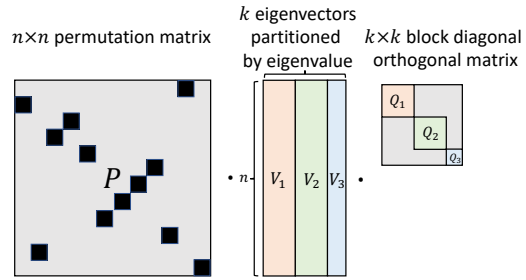 n×n permutation matrix
k eigenvectors
partitioned
by eigenvalue
k×k block diagonal
orthogonal matrix
P
· n
V₁ V₂ V₃
·
Q₁
Q₂
Q₃